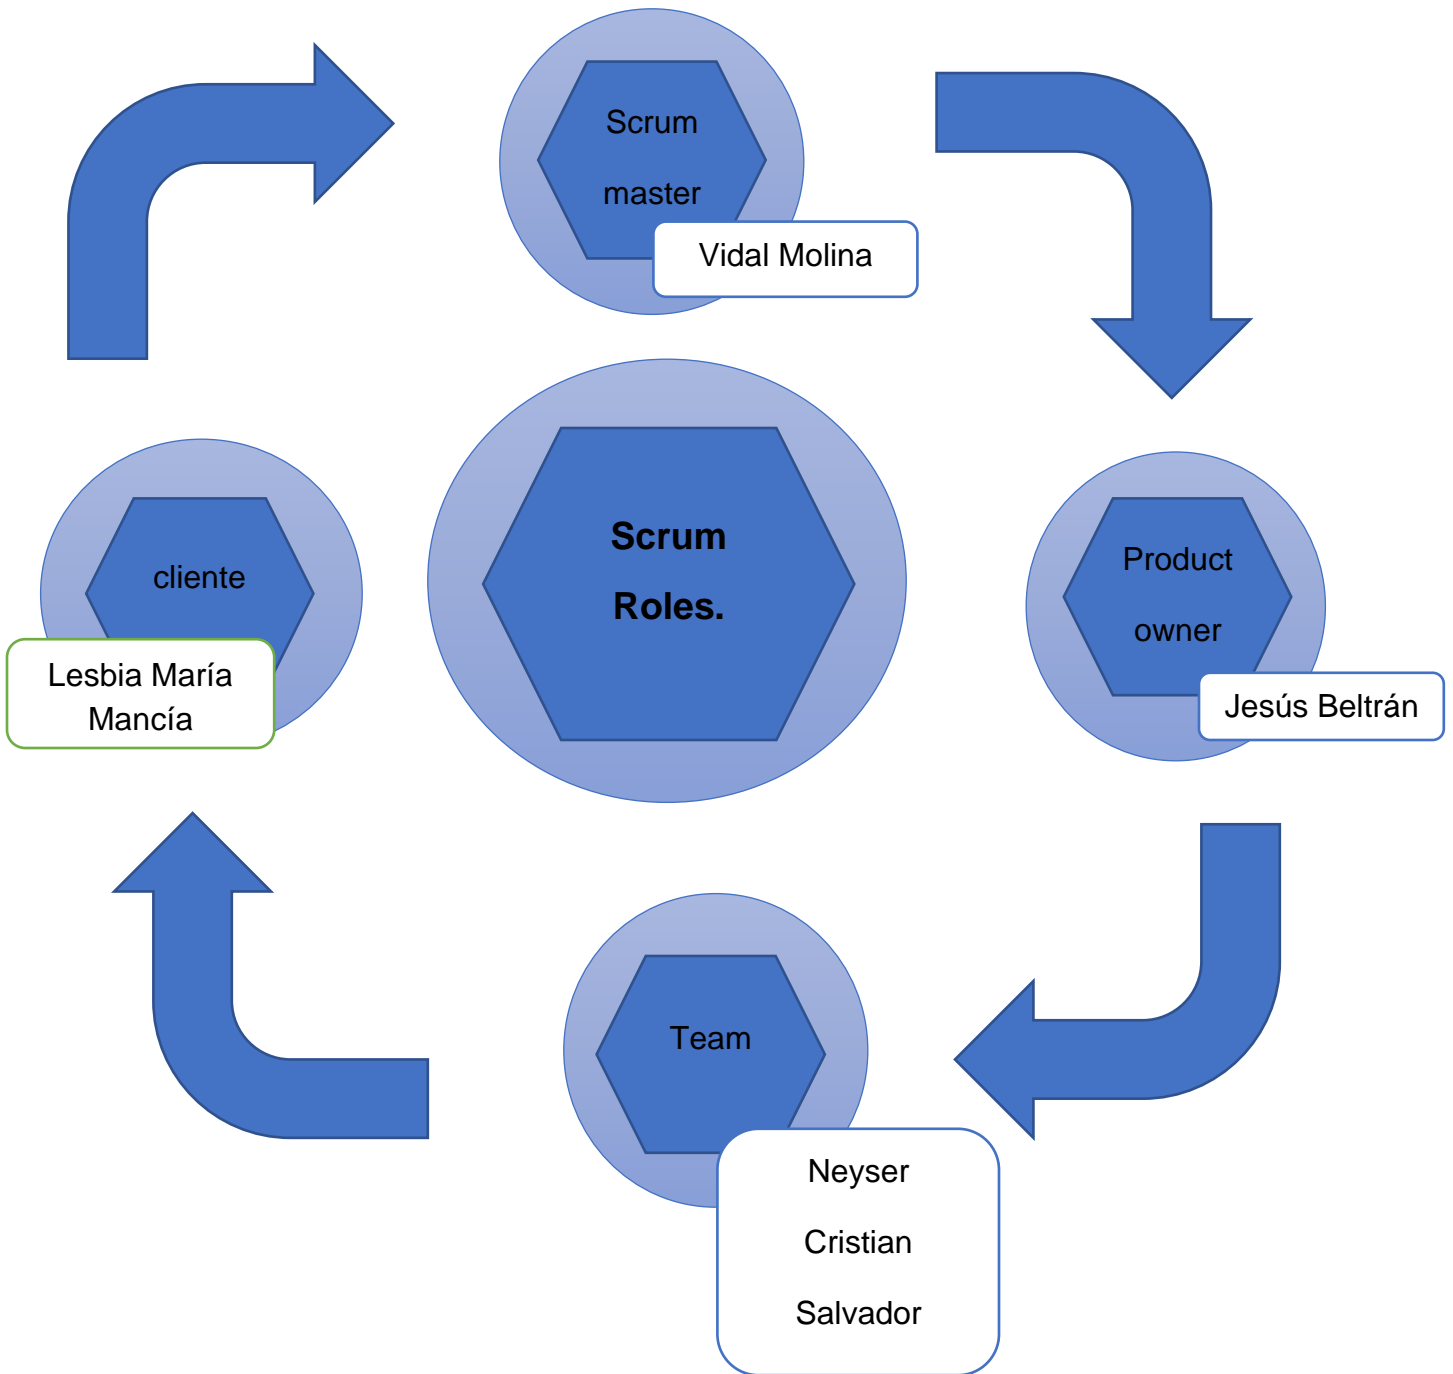 Scrum
master
Vidal Molina
Scrum
Roles.
cliente
Lesbia María
Mancía
Product
owner
Jesús Beltrán
Team
Neyser
Cristian
Salvador